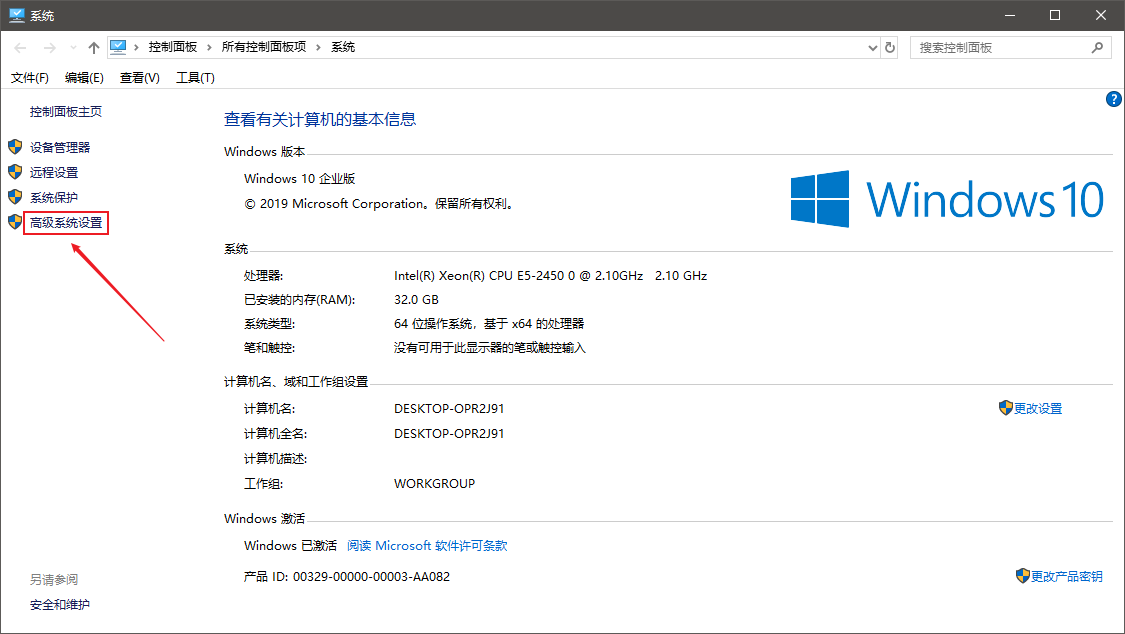 系统
控制面板 › 所有控制面板项 › 系统
搜索控制面板
文件(F) 编辑(E) 查看(V) 工具(T)
控制面板主页
设备管理器
远程设置
系统保护
高级系统设置
另请参阅
安全和维护
?
查看有关计算机的基本信息
Windows 版本
Windows 10 企业版
© 2019 Microsoft Corporation。保留所有权利。
Windows 10
系统
处理器: Intel(R) Xeon(R) CPU E5-2450 0 @ 2.10GHz 2.10 GHz
已安装的内存(RAM): 32.0 GB
系统类型: 64 位操作系统，基于 x64 的处理器
笔和触控: 没有可用于此显示器的笔或触控输入
计算机名、域和工作组设置
计算机名: DESKTOP-OPR2J91 更改设置
计算机全名: DESKTOP-OPR2J91
计算机描述:
工作组: WORKGROUP
Windows 激活
Windows 已激活 阅读 Microsoft 软件许可条款
产品 ID: 00329-00000-00003-AA082 更改产品密钥